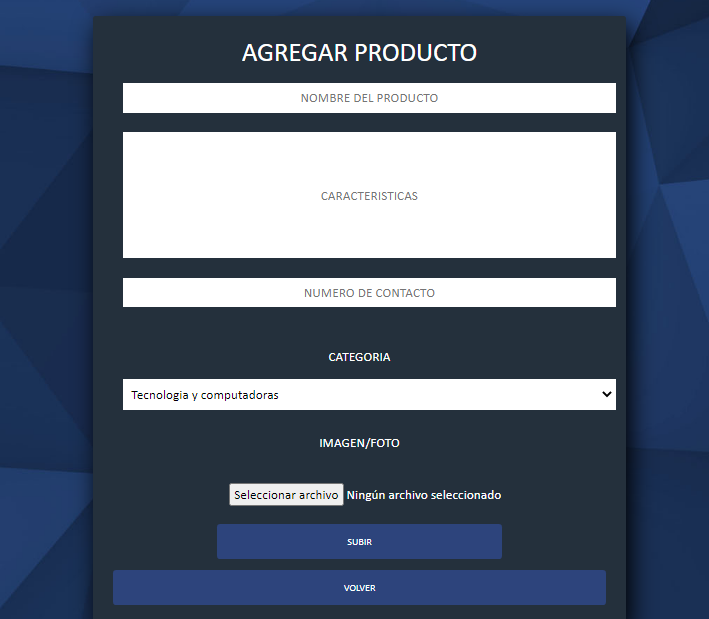 AGREGAR PRODUCTO
NOMBRE DEL PRODUCTO
CARACTERISTICAS
NUMERO DE CONTACTO
CATEGORIA
Tecnologia y computadoras
IMAGEN/FOTO
Seleccionar archivo Ningún archivo seleccionado
SUBIR
VOLVER